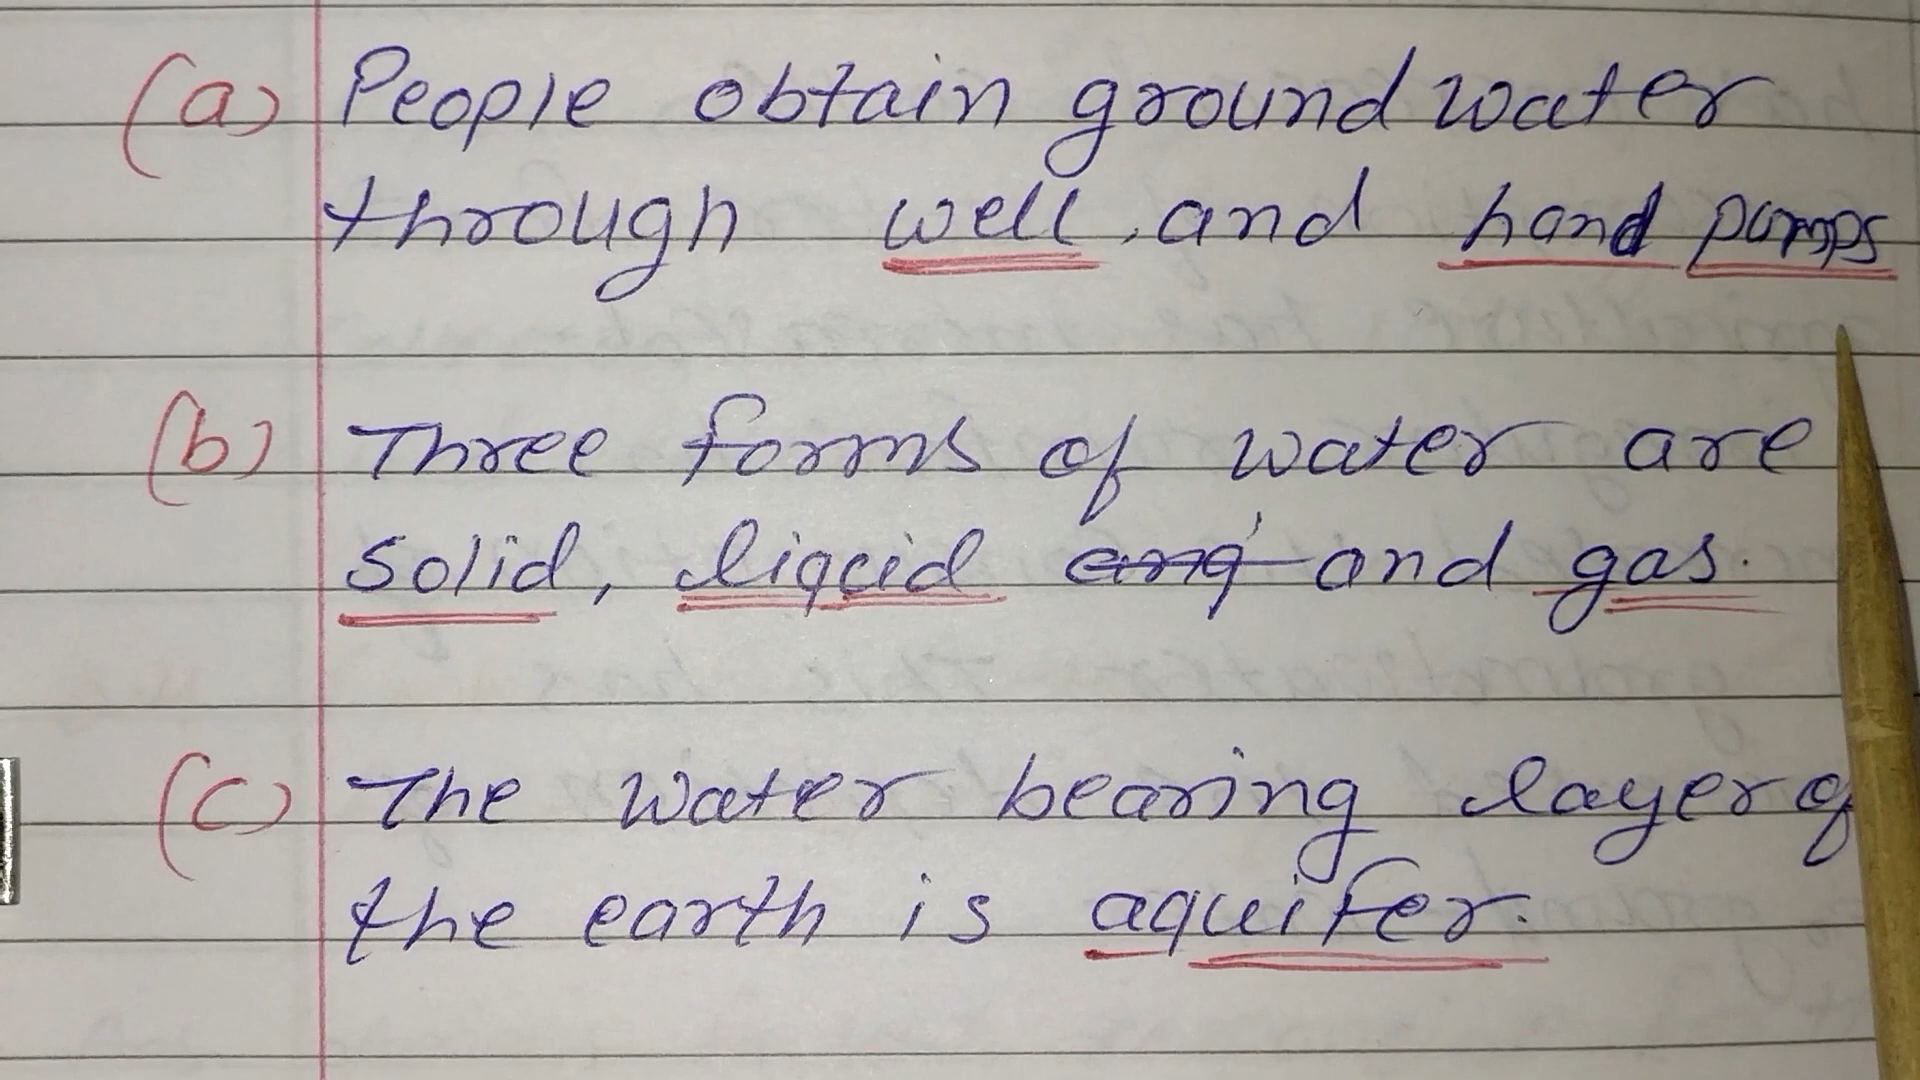 (a) People obtain ground water
through well, and hand pumps
(b) Three forms of water are
solid, liquid and gas.
(c) The water bearing layer of
the earth is aquifer.